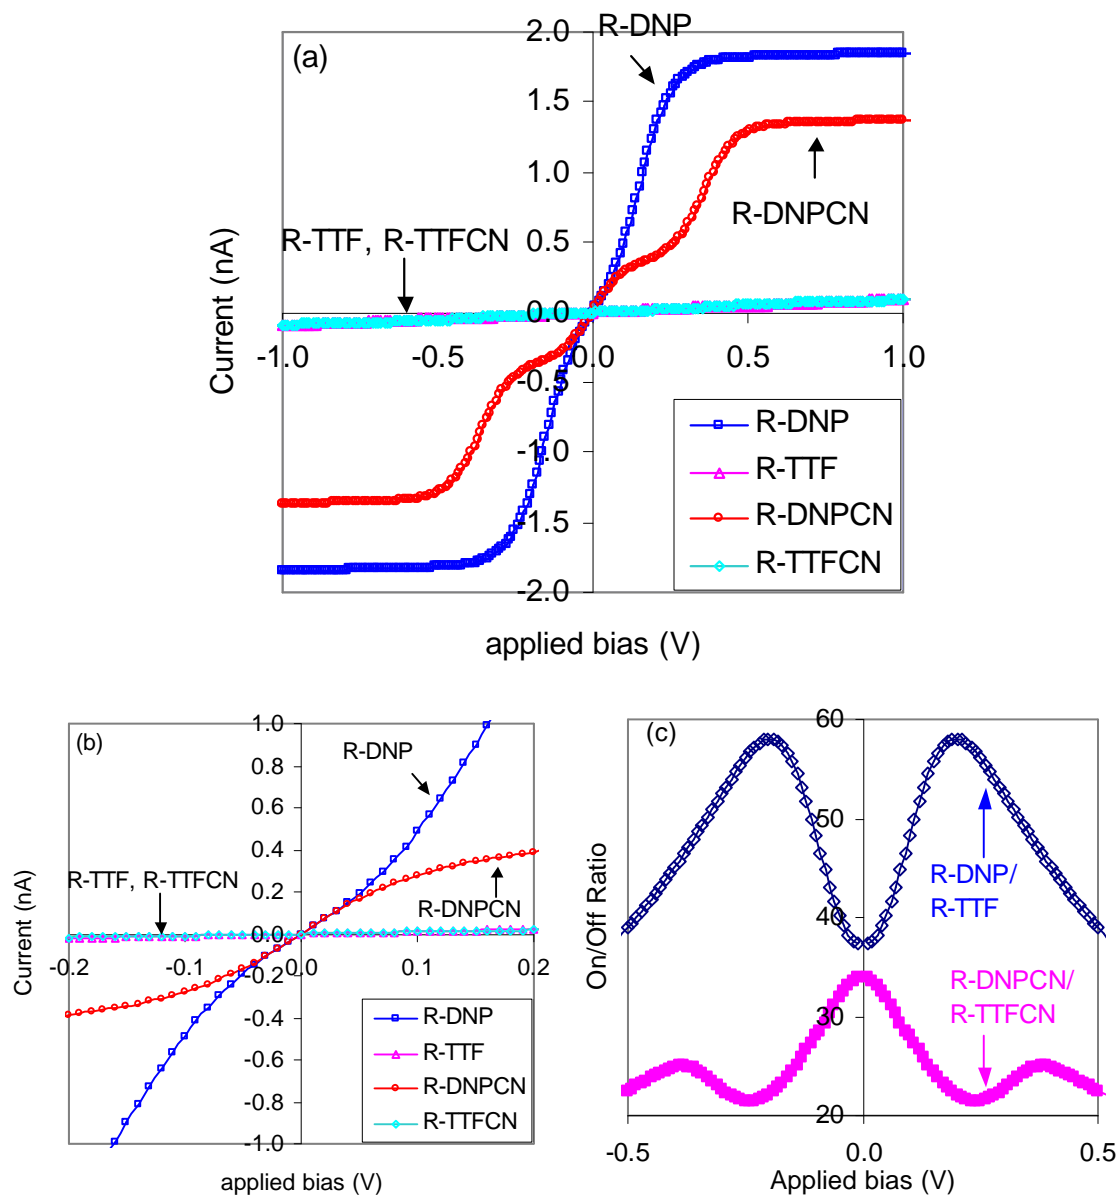 (a)
R-DNP
2.0
1.5
1.0
R-DNPCN
R-TTF, R-TTFCN
0.5
Current (nA)
0.0
-1.0 -0.5 0.0 0.5 1.0
-0.5
-1.0
-1.5
-2.0
R-DNP
R-TTF
R-DNPCN
R-TTFCN
applied bias (V)
(b)
1.0
R-DNP
0.8
0.6
0.4
R-TTF, R-TTFCN
0.2
R-DNPCN
Current (nA)
0.0
-0.2 -0.1 0.0 0.1 0.2
-0.2
-0.4
-0.6
-0.8
-1.0
R-DNP
R-TTF
R-DNPCN
R-TTFCN
applied bias (V)
(c)
60
50
R-DNP/
R-TTF
40
On/Off Ratio
R-DNPCN/
R-TTFCN
30
20
-0.5 0.0 0.5
Applied bias (V)